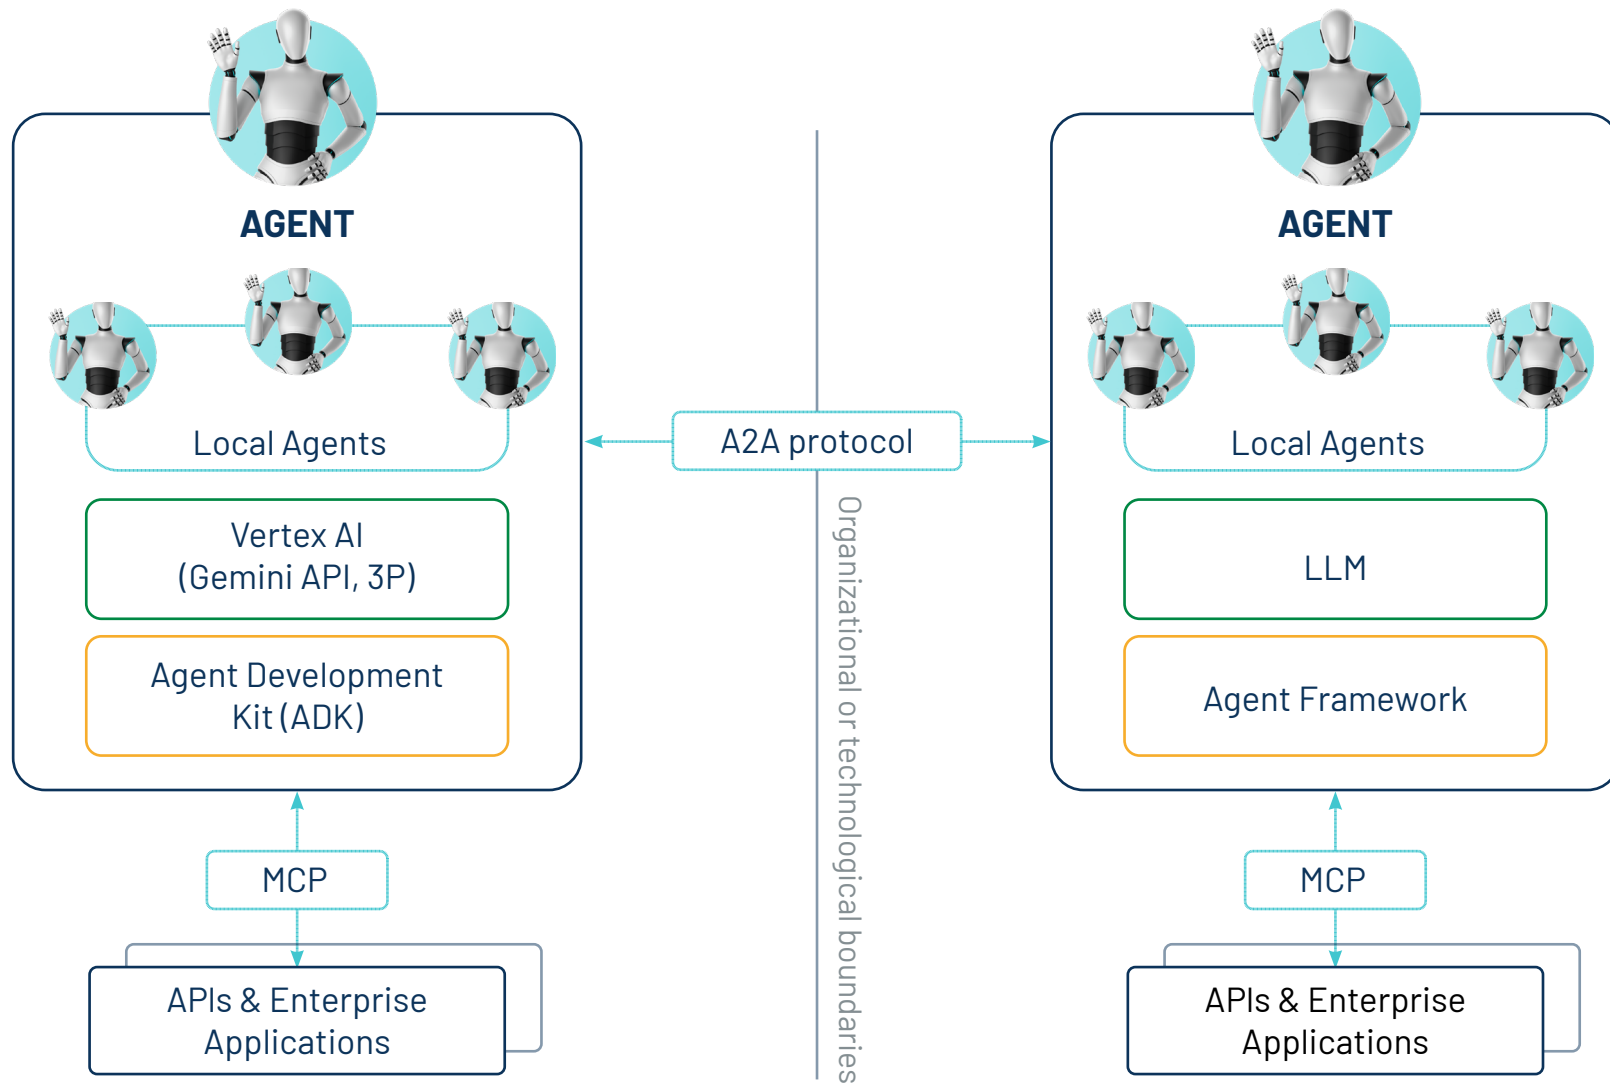 AGENT
Local Agents
Vertex AI
(Gemini API, 3P)
Agent Development
Kit (ADK)
MCP
APIs & Enterprise
Applications
A2A protocol
Organizational or technological boundaries
AGENT
Local Agents
LLM
Agent Framework
MCP
APIs & Enterprise
Applications